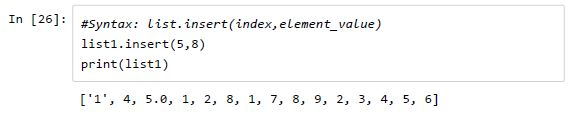 In [26]:
#Syntax: list.insert(index,element_value)
list1.insert(5,8)
print(list1)
['1', 4, 5.0, 1, 2, 8, 1, 7, 8, 9, 2, 3, 4, 5, 6]